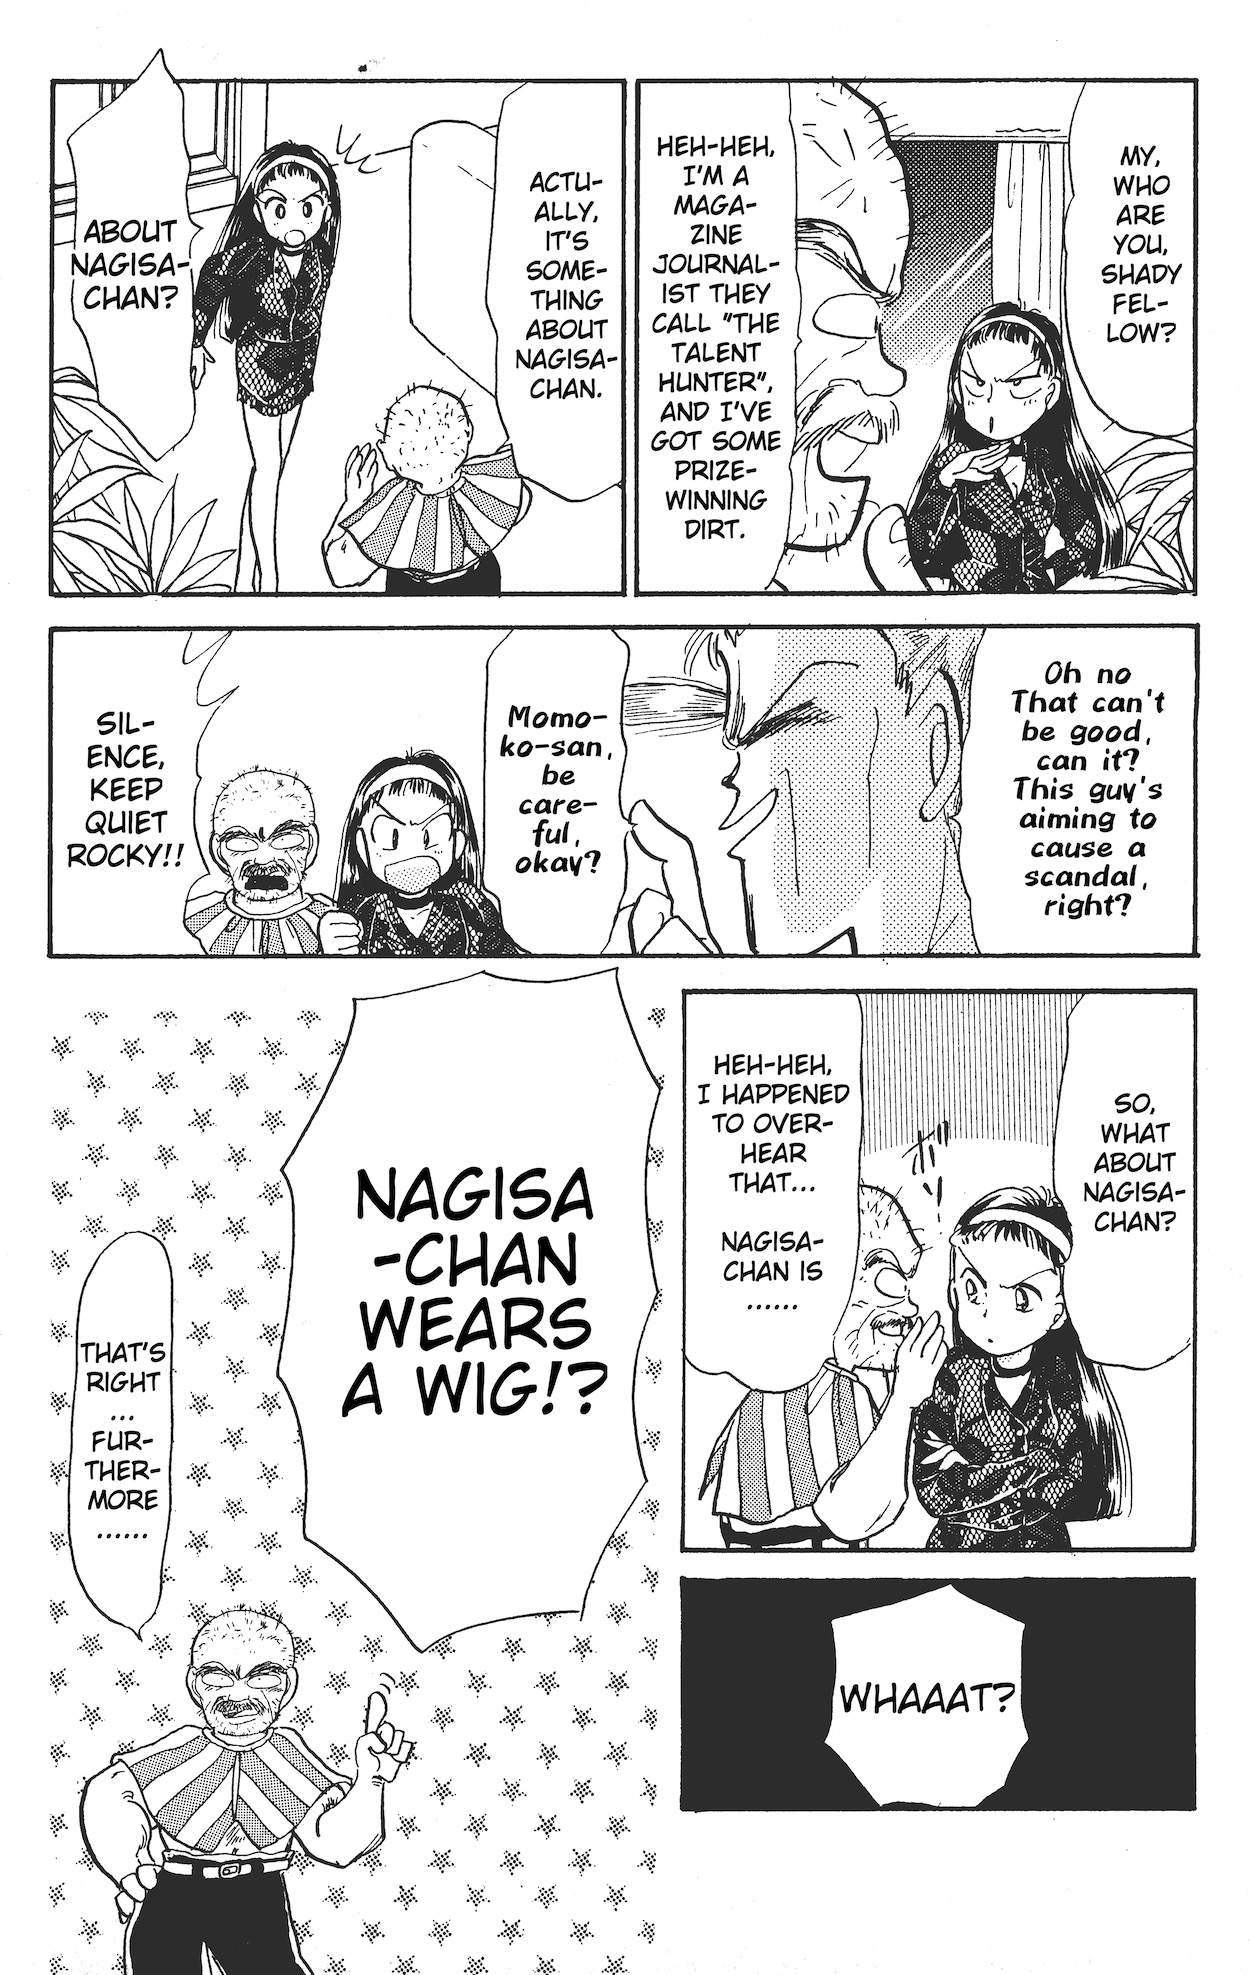 MY,
WHO
ARE
YOU,
SHADY
FEL-
LOW?
HEH-HEH,
I'M A
MAGA-
ZINE
JOURNAL-
IST THEY
CALL "THE
TALENT
HUNTER",
AND I'VE
GOT SOME
PRIZE-
WINNING
DIRT.
ACTU-
ALLY,
IT'S
SOME-
THING
ABOUT
NAGISA-
CHAN.
ABOUT
NAGISA-
CHAN?
Oh no
That can't
be good,
can it?
This guy's
aiming to
cause a
scandal,
right?
Momo-
ko-san,
be
care-
ful,
okay?
SIL-
ENCE,
KEEP
QUIET
ROCKY!!
SO,
WHAT
ABOUT
NAGISA-
CHAN?
HEH-HEH,
I HAPPENED
TO OVER-
HEAR
THAT...
NAGISA-
CHAN IS
......
WHAAAT?
NAGISA
-CHAN
WEARS
A WIG!?
THAT'S
RIGHT
...
FUR-
THER-
MORE
......